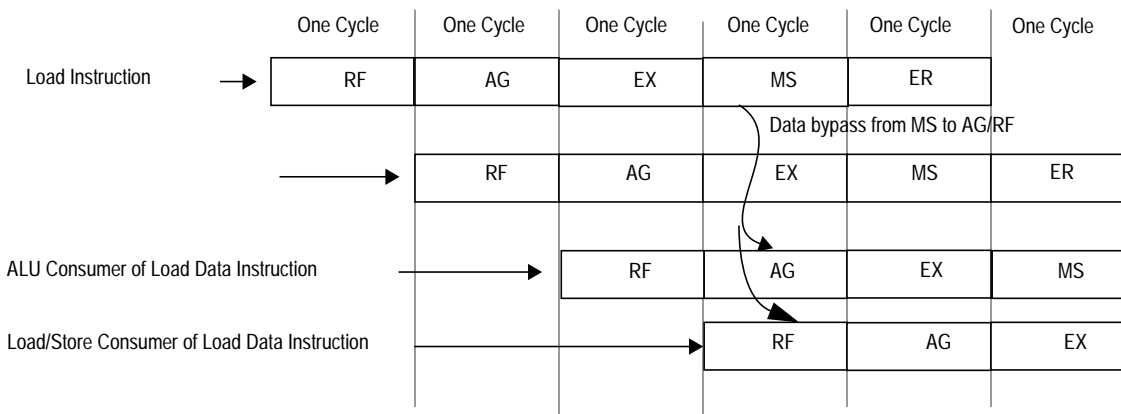 One Cycle One Cycle One Cycle One Cycle One Cycle One Cycle
Load Instruction RF AG EX MS ER
Data bypass from MS to AG/RF
RF AG EX MS ER
ALU Consumer of Load Data Instruction RF AG EX MS
Load/Store Consumer of Load Data Instruction RF AG EX